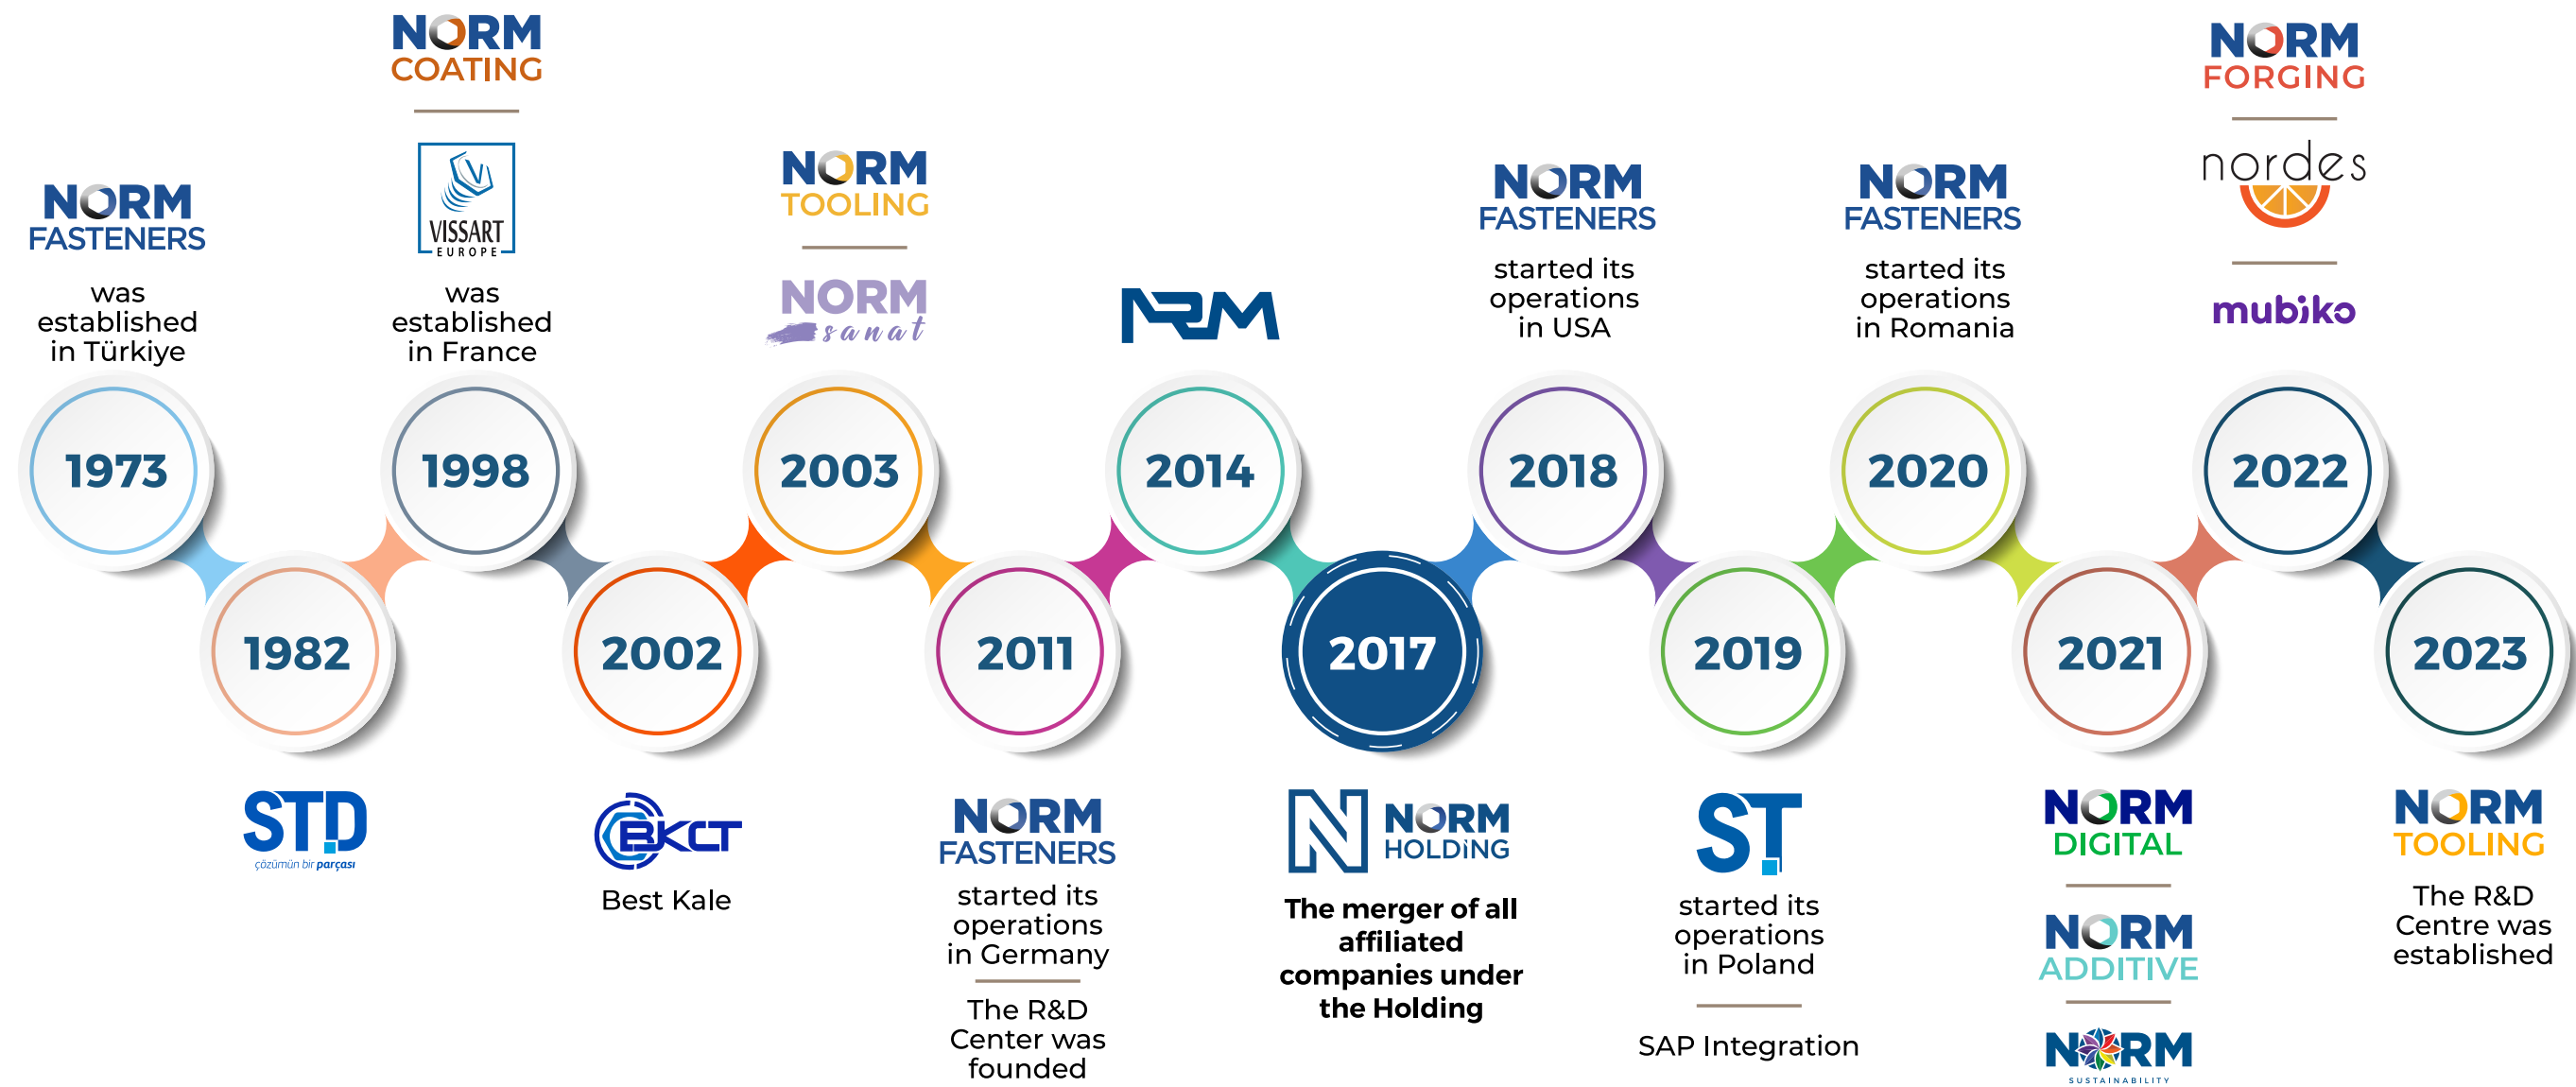 NORM
FASTENERS
was
established
in Türkiye
1973
1982
STD
çözümün bir parçası
NORM
COATING
VISSART
EUROPE
was
established
in France
1998
2002
BKCT
Best Kale
NORM
TOOLING
NORM
sanat
2003
2011
NORM
FASTENERS
started its
operations
in Germany
The R&D
Center was
founded
NRM
2014
2017
N NORM
HOLDİNG
The merger of all
affiliated
companies under
the Holding
NORM
FASTENERS
started its
operations
in USA
2018
2019
ST
started its
operations
in Poland
SAP Integration
NORM
FASTENERS
started its
operations
in Romania
2020
2021
NORM
DIGITAL
NORM
ADDITIVE
NORM
SUSTAINABILITY
NORM
FORGING
nordes
mubiko
2022
2023
NORM
TOOLING
The R&D
Centre was
established